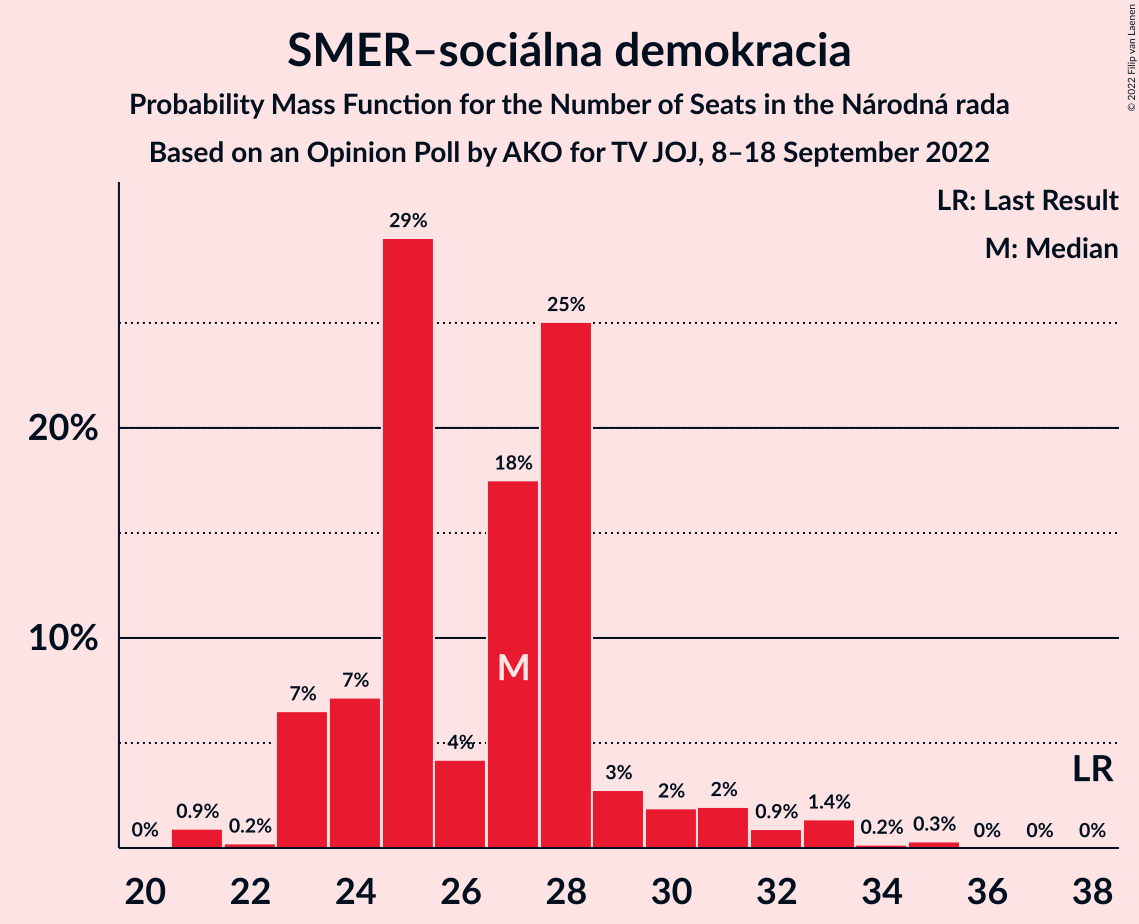 SMER–sociálna demokracia
Probability Mass Function for the Number of Seats in the Národná rada
Based on an Opinion Poll by AKO for TV JOJ, 8–18 September 2022
© 2022 Filip van Laenen
LR: Last Result
M: Median
29%
25%
20%
18%
10%
M
7%
7%
4%
LR
3%
2%
2%
0.9%
1.4%
0%
0.9%
0.2%
0.2%
0.3%
0%
0%
0%
20 22 24 26 28 30 32 34 36 38